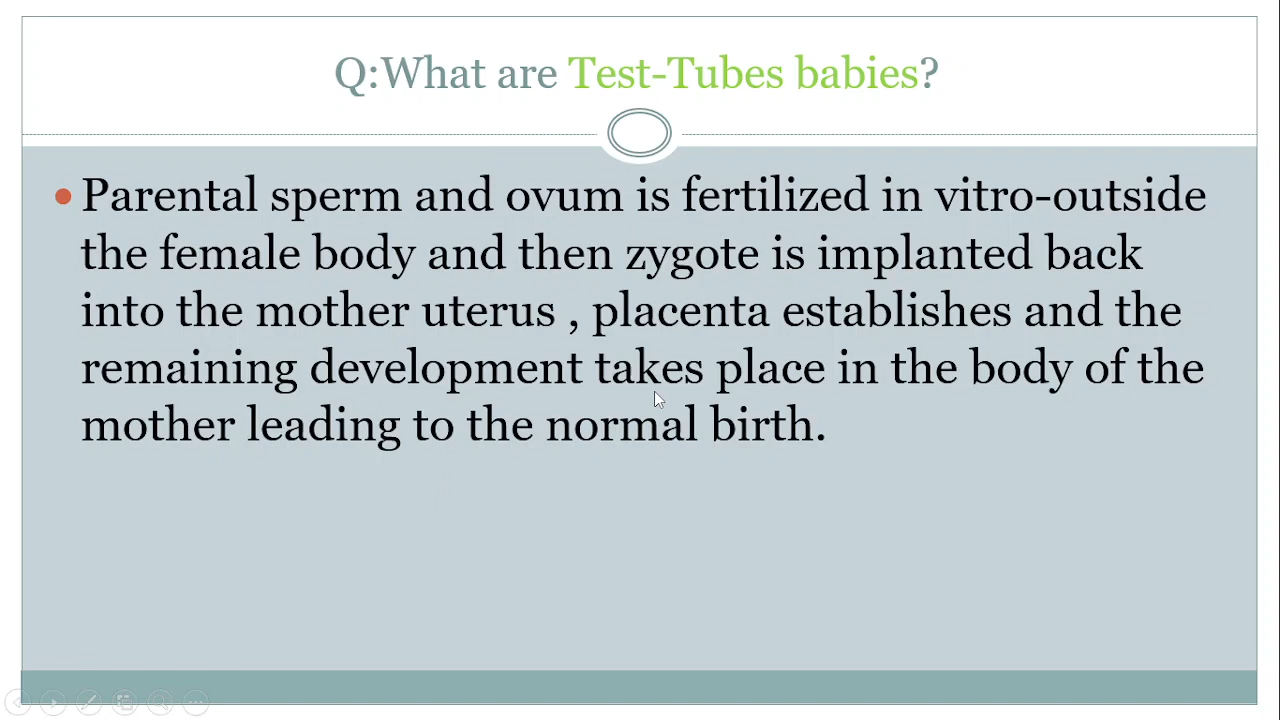 Q:What are Test-Tubes babies?
Parental sperm and ovum is fertilized in vitro-outside
the female body and then zygote is implanted back
into the mother uterus , placenta establishes and the
remaining development takes place in the body of the
mother leading to the normal birth.